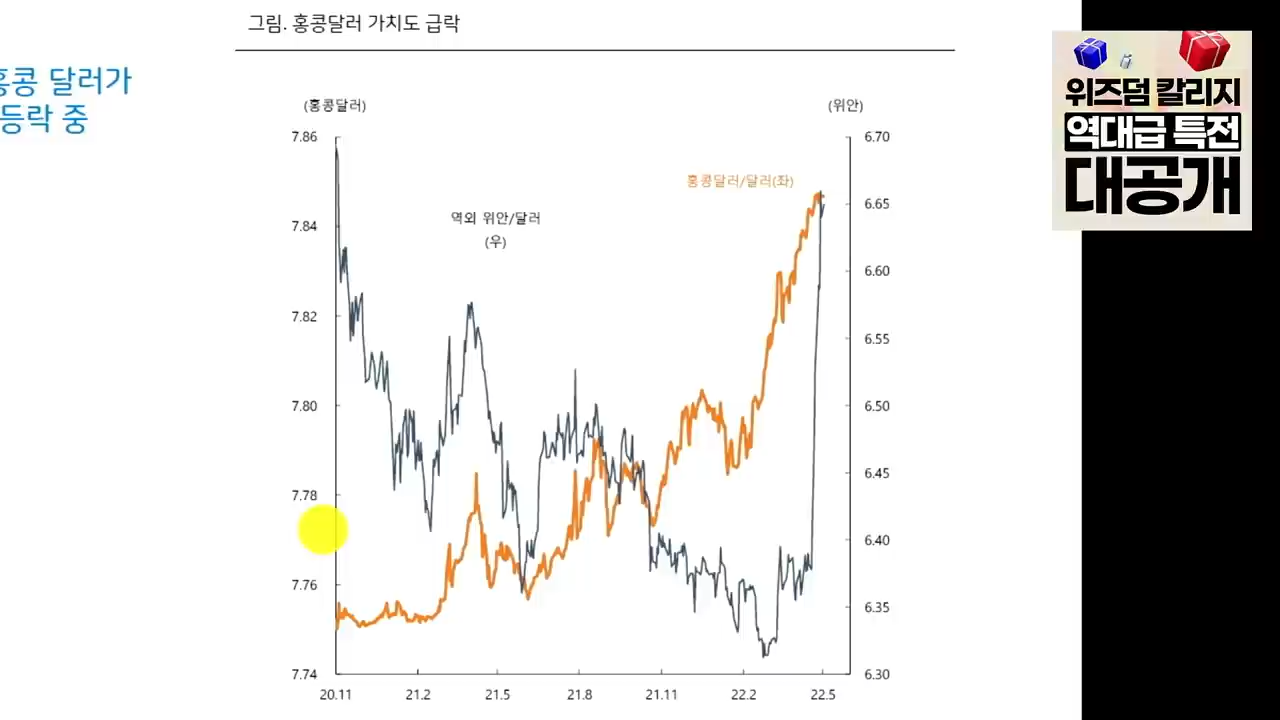 그림. 홍콩달러 가치도 급락
홍콩 달러가
등락 중
(홍콩달러)
(위안)
7.86
7.84
7.82
7.80
7.78
7.76
7.74
6.70
6.65
6.60
6.55
6.50
6.45
6.40
6.35
6.30
홍콩달러/달러(좌)
역외 위안/달러
(우)
20.11 21.2 21.5 21.8 21.11 22.2 22.5
위즈덤 칼리지
역대급 특전
대공개